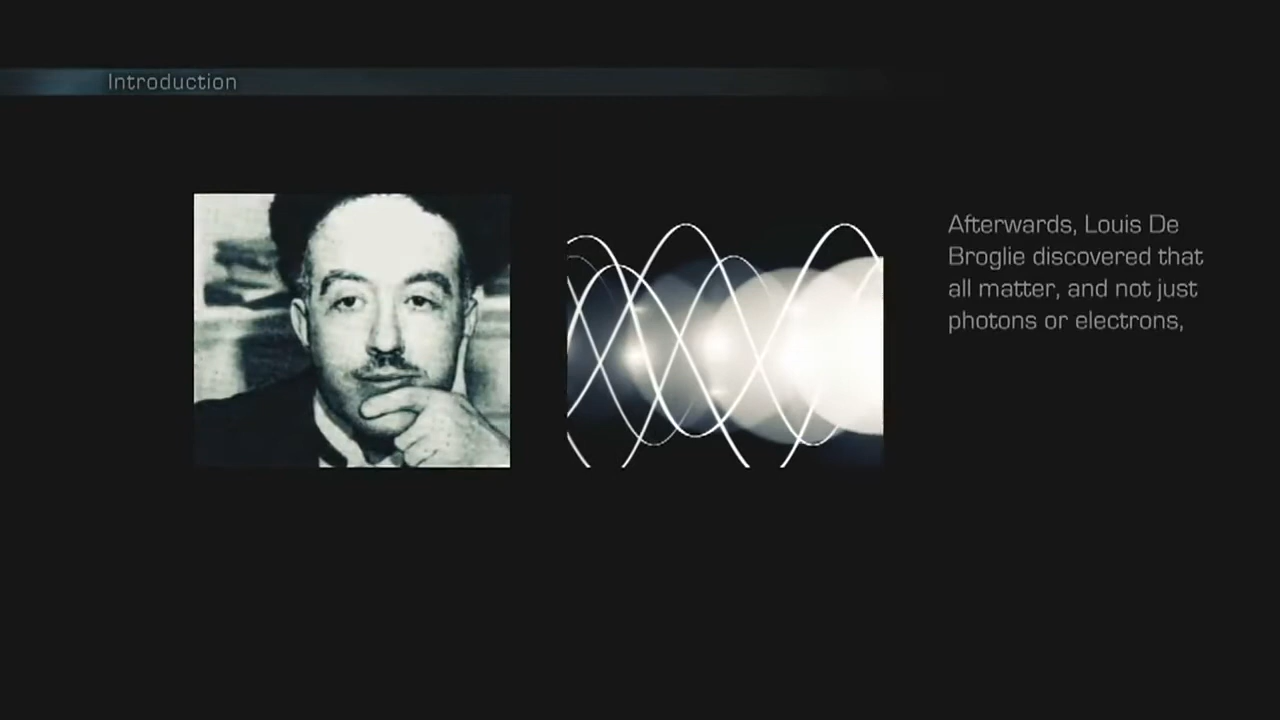 Introduction
Afterwards, Louis De
Broglie discovered that
all matter, and not just
photons or electrons,